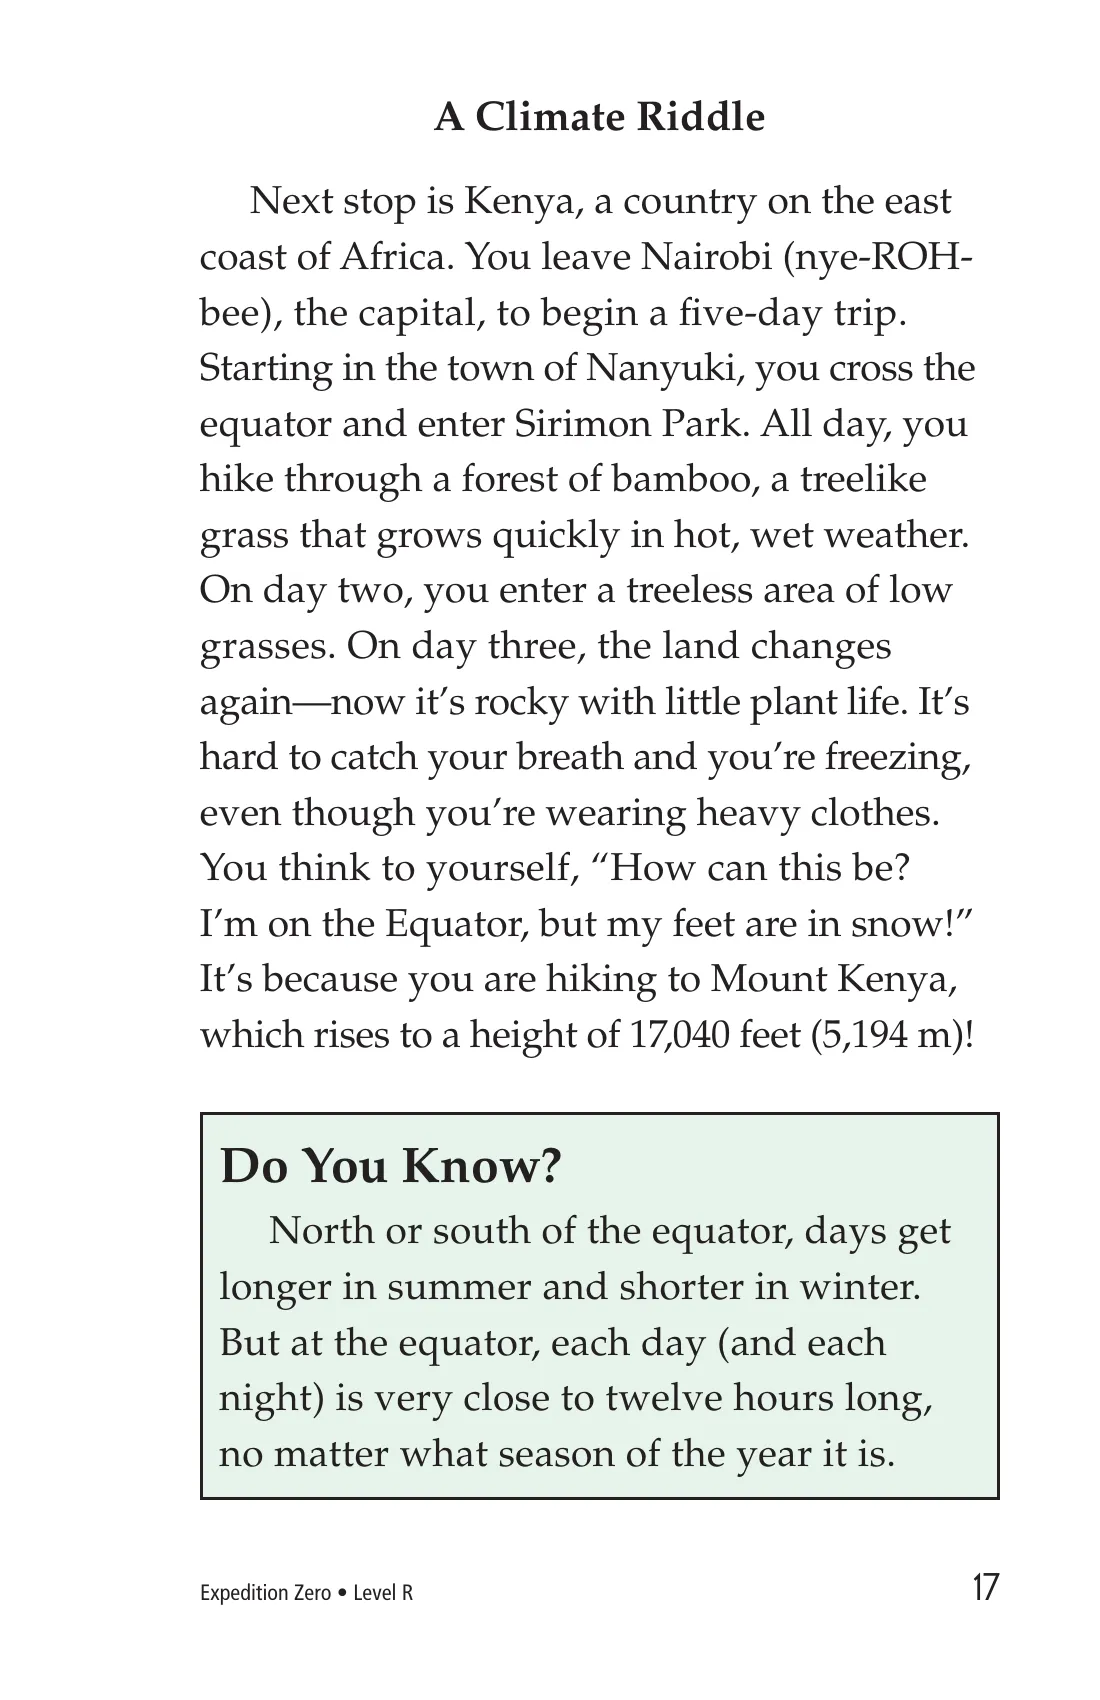 A Climate Riddle
Next stop is Kenya, a country on the east
coast of Africa. You leave Nairobi (nye-ROH-
bee), the capital, to begin a five-day trip.
Starting in the town of Nanyuki, you cross the
equator and enter Sirimon Park. All day, you
hike through a forest of bamboo, a treelike
grass that grows quickly in hot, wet weather.
On day two, you enter a treeless area of low
grasses. On day three, the land changes
again—now it’s rocky with little plant life. It’s
hard to catch your breath and you’re freezing,
even though you’re wearing heavy clothes.
You think to yourself, “How can this be?
I’m on the Equator, but my feet are in snow!”
It’s because you are hiking to Mount Kenya,
which rises to a height of 17,040 feet (5,194 m)!
Do You Know?
North or south of the equator, days get
longer in summer and shorter in winter.
But at the equator, each day (and each
night) is very close to twelve hours long,
no matter what season of the year it is.
Expedition Zero • Level R
17